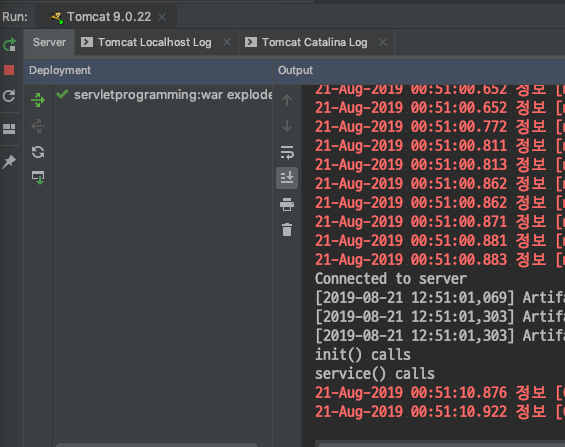 Run: Tomcat 9.0.22
Server Tomcat Localhost Log Tomcat Catalina Log
Deployment Output
servletprogramming:war explode
21-Aug-2019 00:51:00.652 정보 [
21-Aug-2019 00:51:00.652 정보 [
21-Aug-2019 00:51:00.772 정보 [
21-Aug-2019 00:51:00.811 정보 [
21-Aug-2019 00:51:00.813 정보 [
21-Aug-2019 00:51:00.862 정보 [
21-Aug-2019 00:51:00.862 정보 [
21-Aug-2019 00:51:00.871 정보 [
21-Aug-2019 00:51:00.881 정보 [
21-Aug-2019 00:51:00.883 정보 [
Connected to server
[2019-08-21 12:51:01,069] Artifa
[2019-08-21 12:51:01,303] Artifa
[2019-08-21 12:51:01,303] Artifa
init() calls
service() calls
21-Aug-2019 00:51:10.876 정보 [
21-Aug-2019 00:51:10.922 정보 [